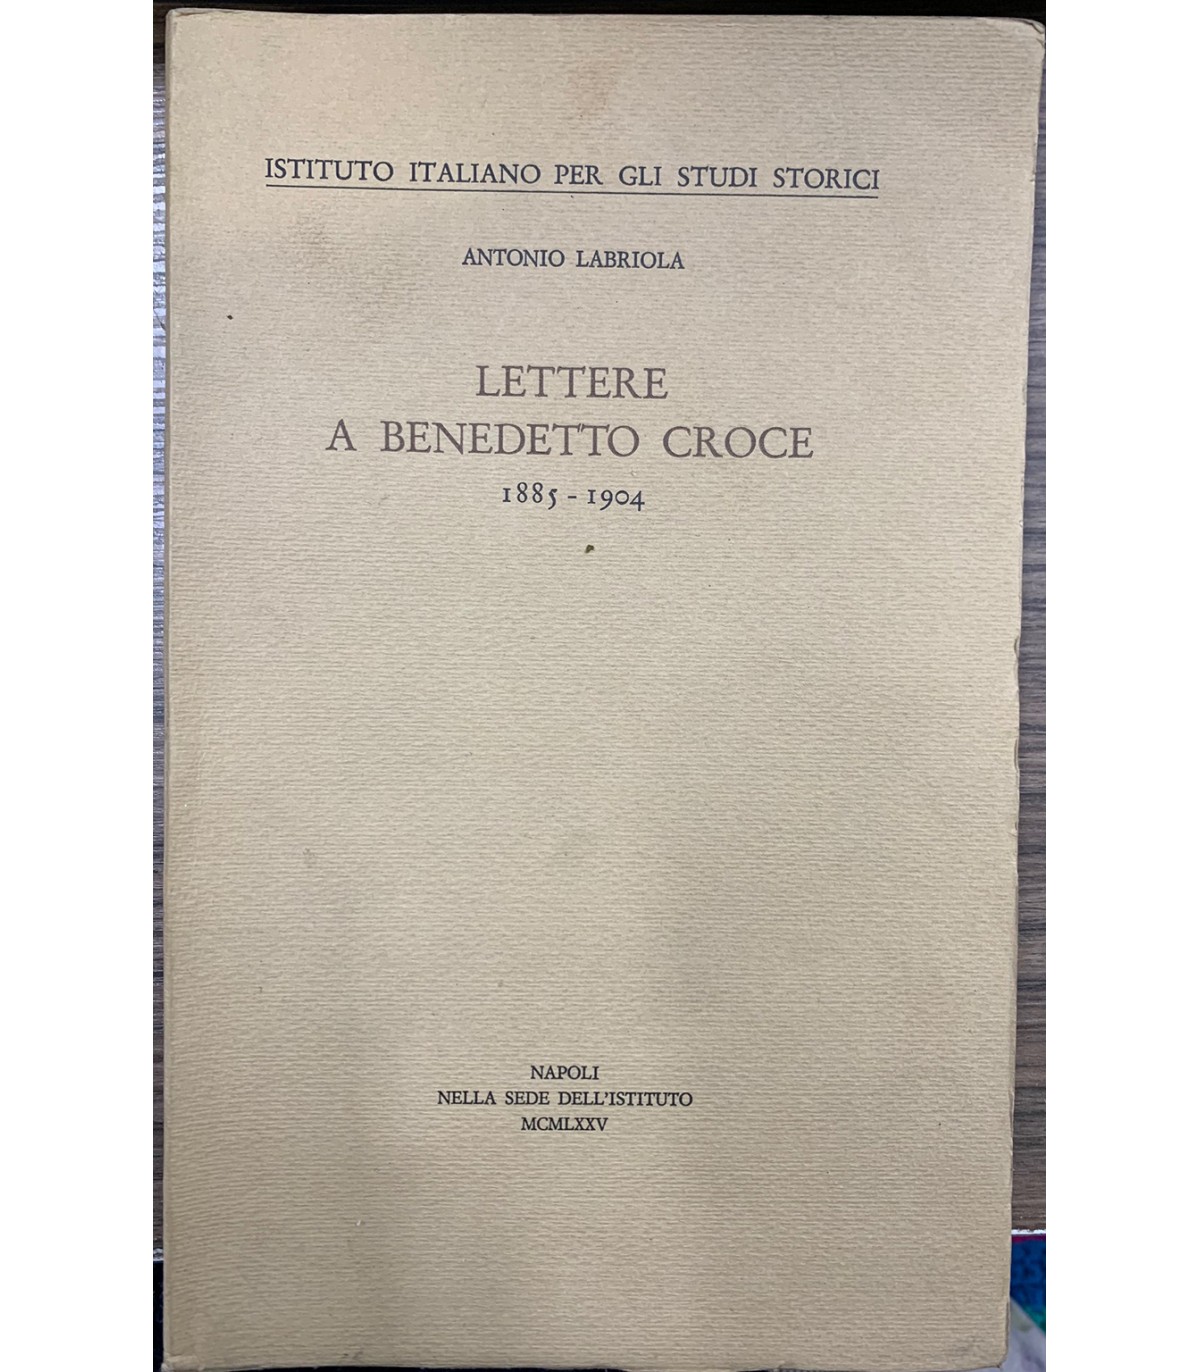 ISTITUTO ITALIANO PER GLI STUDI STORICI
ANTONIO LABRIOLA
LETTERE
A BENEDETTO CROCE
1885 - 1904
NAPOLI
NELLA SEDE DELL'ISTITUTO
MCMLXXV